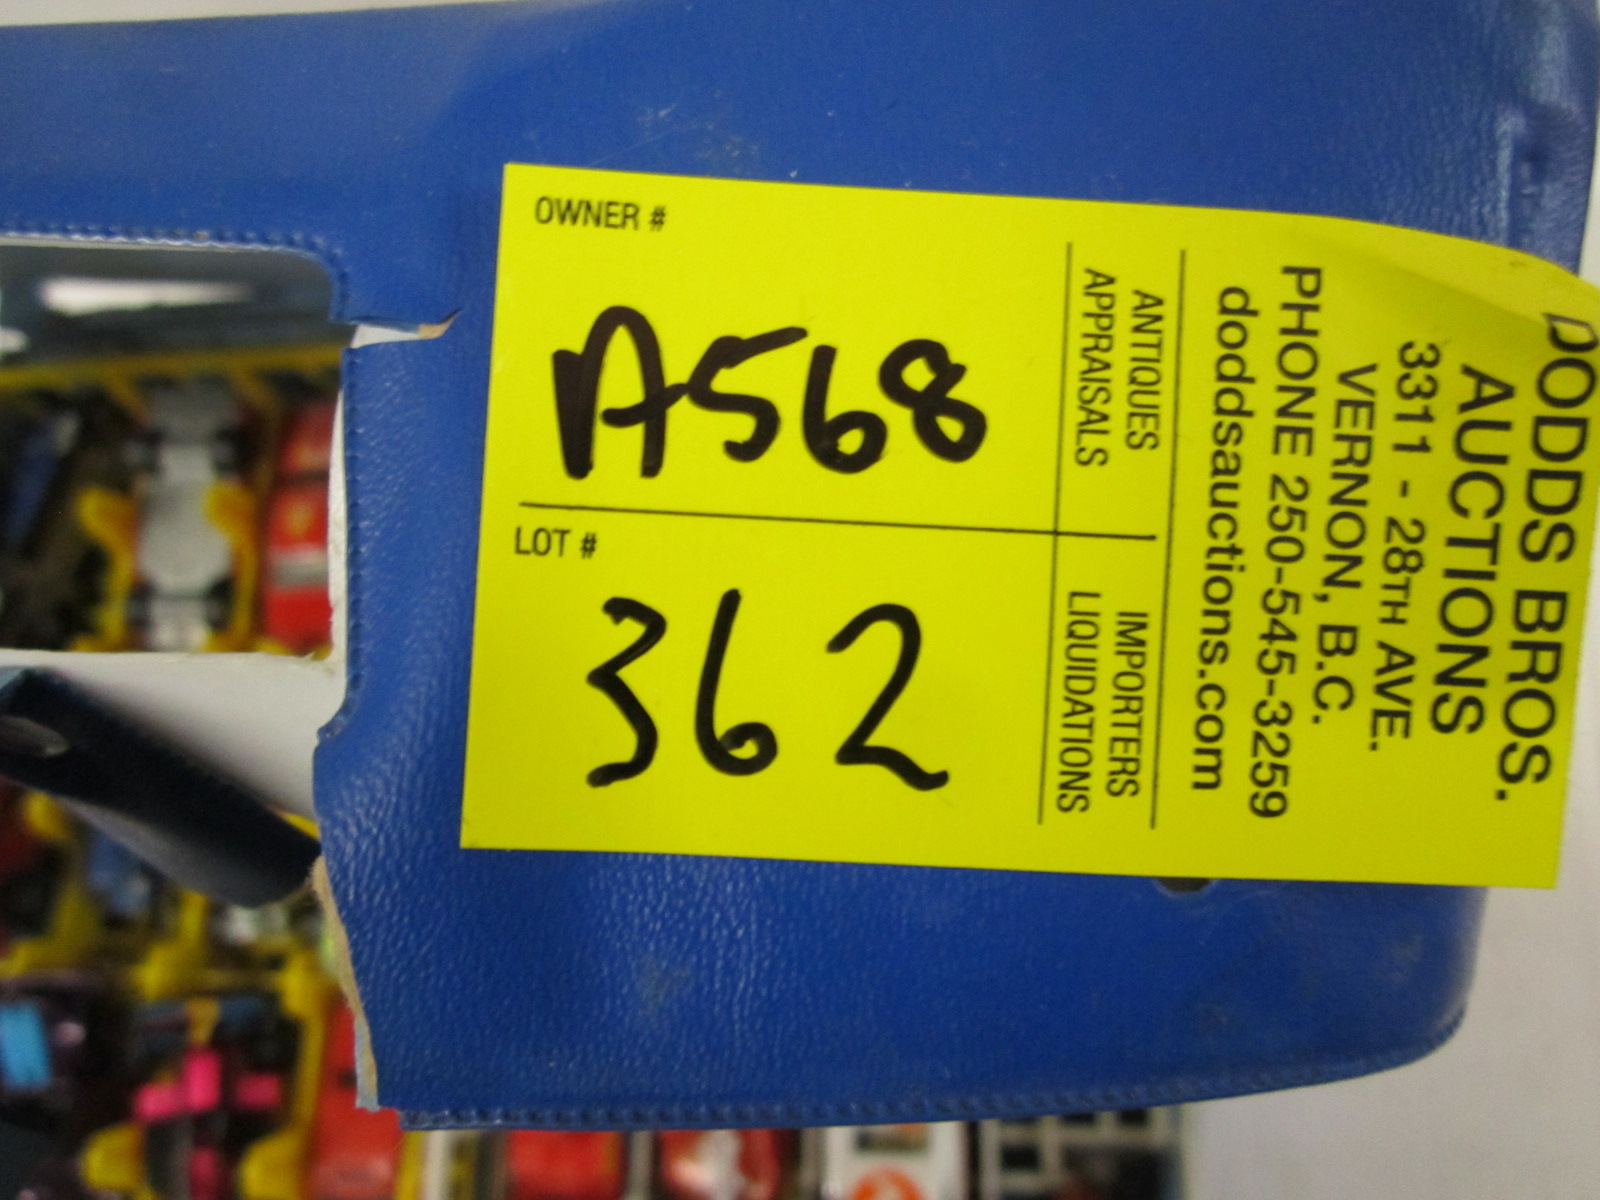 OWNER #
A568
LOT #
362
ANTIQUES
APPRAISALS
IMPORTERS
LIQUIDATIONS
DODDS BROS.
AUCTIONS
3311 - 28TH AVE.
VERNON, B.C.
PHONE 250-545-3259
doddsauctions.com